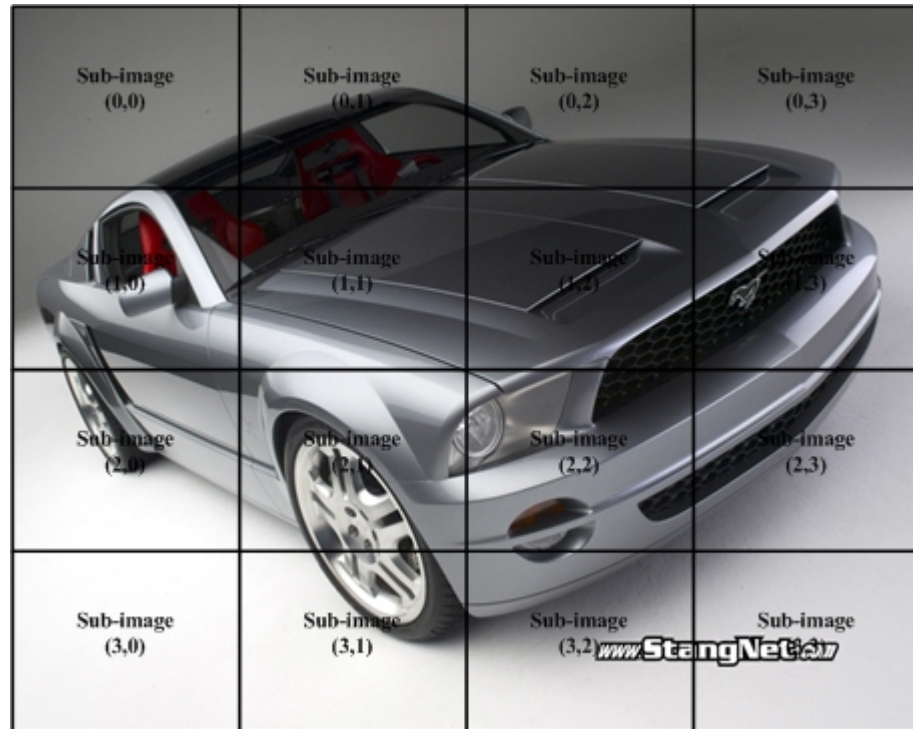 Sub-image Sub-image Sub-image Sub-image
(0,0) (0,1) (0,2) (0,3)
Sub-image Sub-image Sub-image Sub-image
(1,0) (1,1) (1,2) (1,3)
Sub-image Sub-image Sub-image Sub-image
(2,0) (2,1) (2,2) (2,3)
Sub-image Sub-image Sub-image Sub-image
(3,0) (3,1) (3,2)
www.StangNet.com